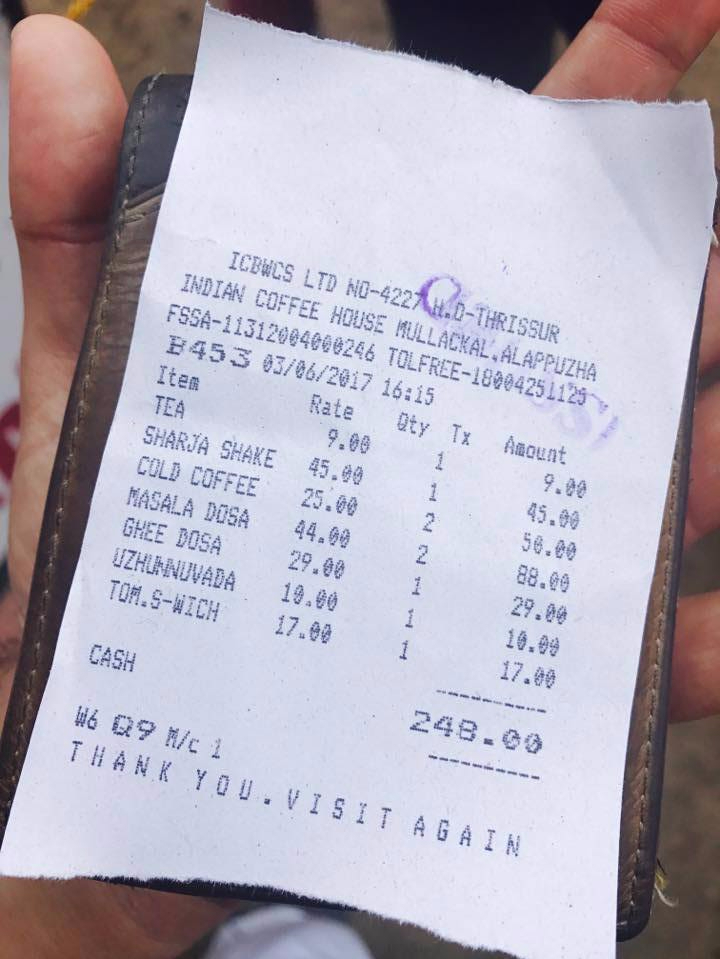 ICBWCS LTD NO-4227 H.O-THRISSUR
INDIAN COFFEE HOUSE MULLACKAL,ALAPPUZHA
FSSA-11312004000246 TOLFREE-18004251125
B453 03/06/2017 16:15
Item Rate Qty Tx Amount
TEA 9.00 1 9.00
SHARJA SHAKE 45.00 1 45.00
COLD COFFEE 25.00 2 50.00
MASALA DOSA 44.00 2 88.00
GHEE DOSA 29.00 1 29.00
UZHUNNUVADA 10.00 1 10.00
TOM.S-WICH 17.00 1 17.00
CASH
248.00
W6 Q9 M/c 1
THANK YOU.VISIT AGAIN